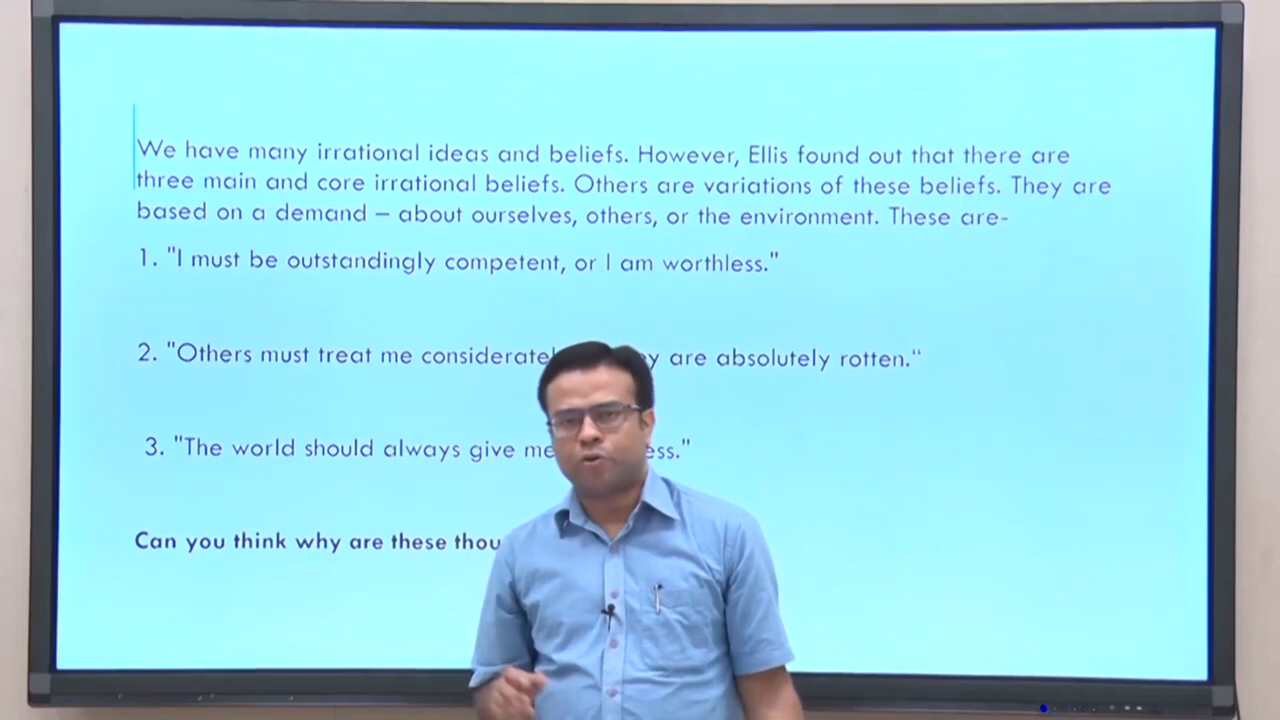 We have many irrational ideas and beliefs. However, Ellis found out that there are
three main and core irrational beliefs. Others are variations of these beliefs. They are
based on a demand – about ourselves, others, or the environment. These are-
1. "I must be outstandingly competent, or I am worthless."
2. "Others must treat me are absolutely rotten.“
3. "The world should always give me
Can you think why are these